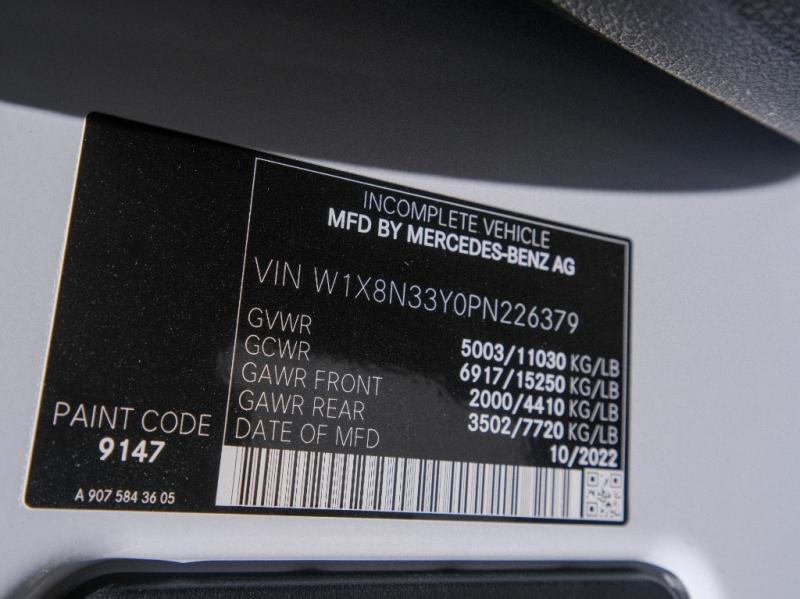 INCOMPLETE VEHICLE
MFD BY MERCEDES-BENZ AG
VIN W1X8N33Y0PN226379
GVWR 5003/11030 KG/LB
GCWR 6917/15250 KG/LB
GAWR FRONT 2000/4410 KG/LB
GAWR REAR 3502/7720 KG/LB
DATE OF MFD 10/2022
PAINT CODE
9147
A 907 584 36 05